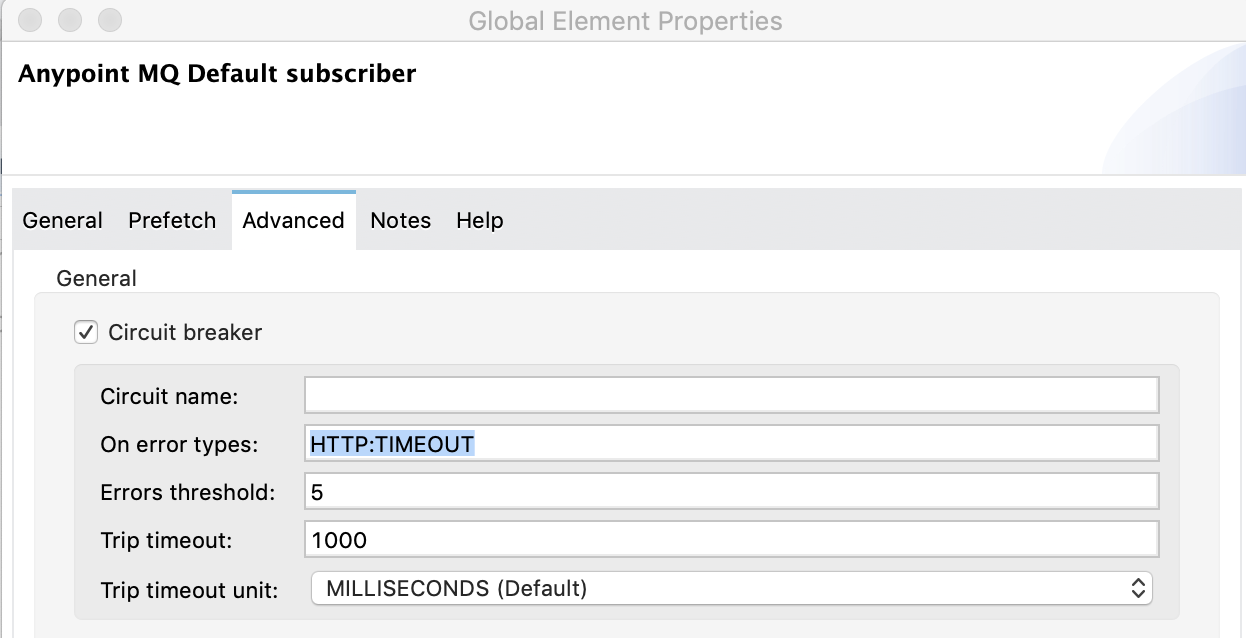 Global Element Properties
Anypoint MQ Default subscriber
General Prefetch Advanced Notes Help
General
Circuit breaker
Circuit name:
On error types: HTTP:TIMEOUT
Errors threshold: 5
Trip timeout: 1000
Trip timeout unit: MILLISECONDS (Default)